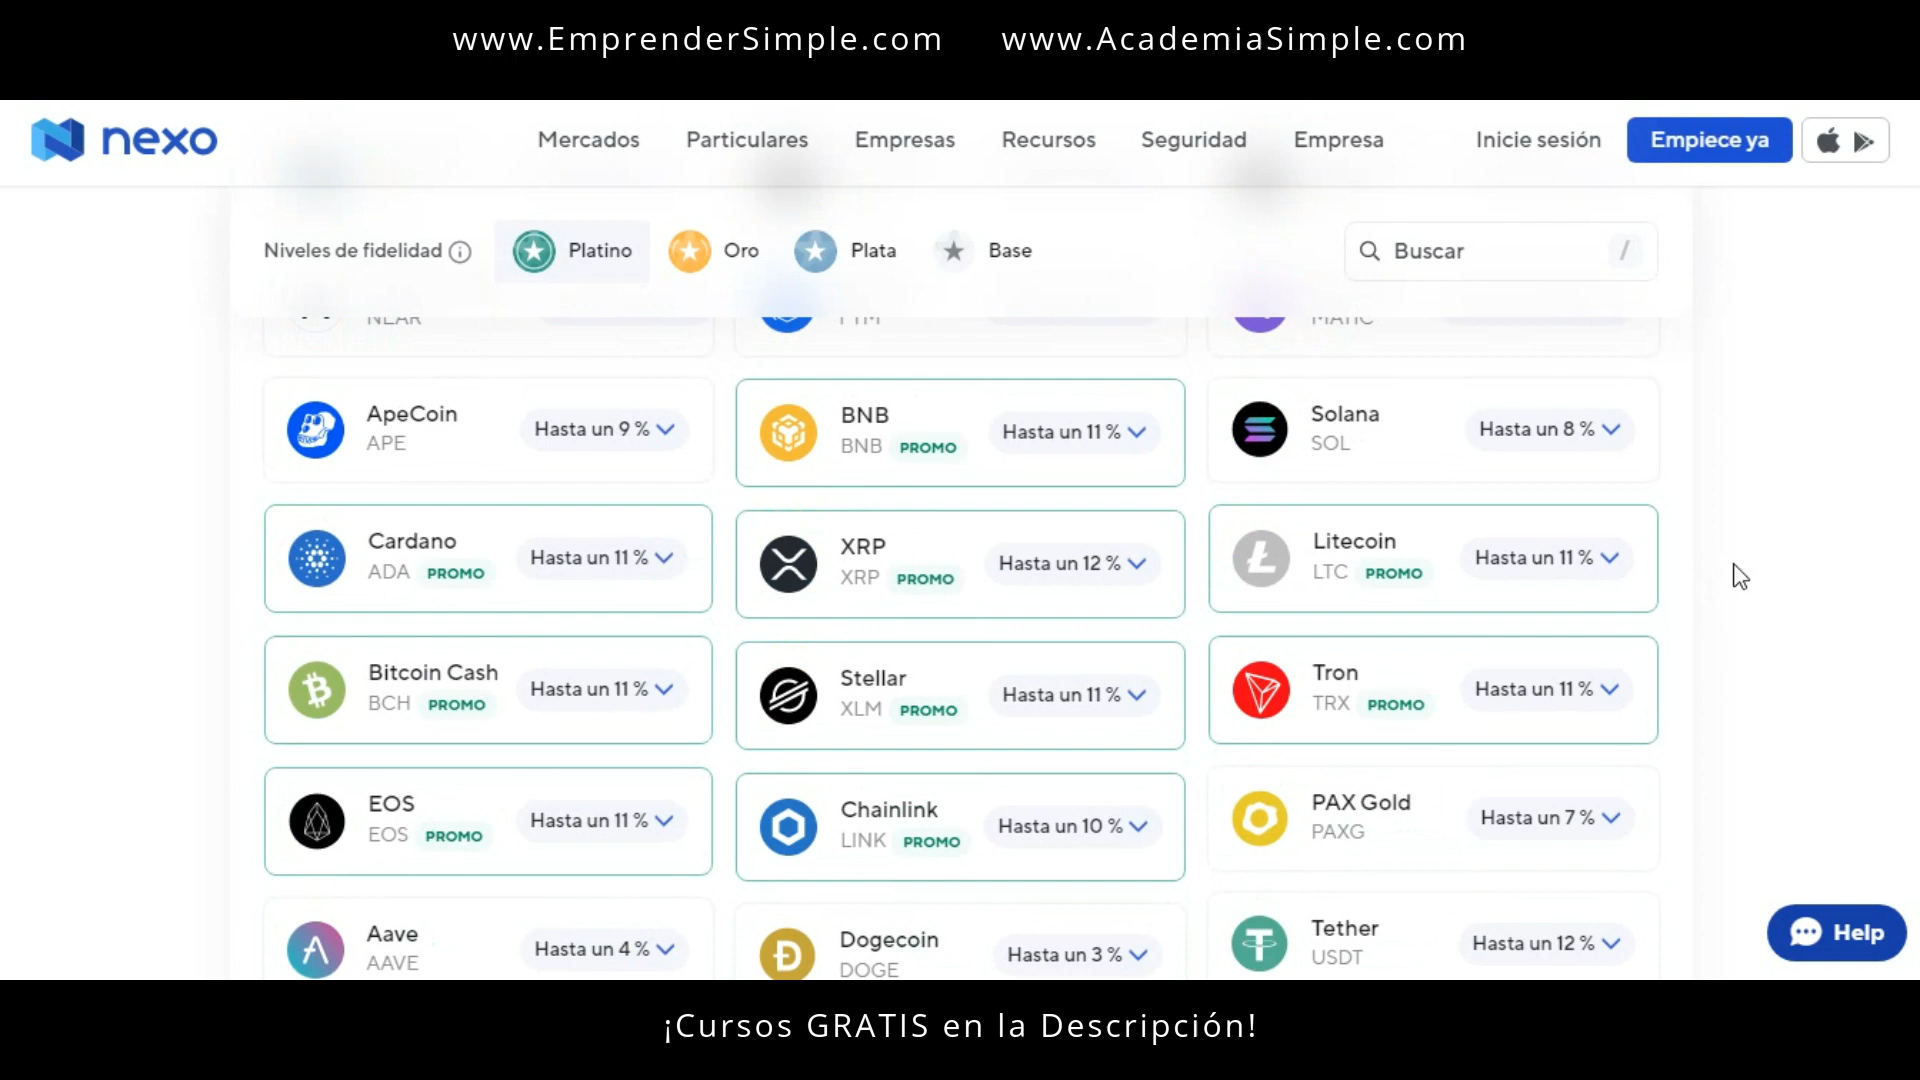 www.EmprenderSimple.com www.AcademiaSimple.com
nexo Mercados Particulares Empresas Recursos Seguridad Empresa Inicie sesión Empiece ya
Niveles de fidelidad Platino Oro Plata Base Buscar /
NEAR FTM MATIC
ApeCoin
APE
Hasta un 9 %
BNB
BNB PROMO
Hasta un 11 %
Solana
SOL
Hasta un 8 %
Cardano
ADA PROMO
Hasta un 11 %
XRP
XRP PROMO
Hasta un 12 %
Litecoin
LTC PROMO
Hasta un 11 %
Bitcoin Cash
BCH PROMO
Hasta un 11 %
Stellar
XLM PROMO
Hasta un 11 %
Tron
TRX PROMO
Hasta un 11 %
EOS
EOS PROMO
Hasta un 11 %
Chainlink
LINK PROMO
Hasta un 10 %
PAX Gold
PAXG
Hasta un 7 %
Aave
AAVE
Hasta un 4 %
Dogecoin
DOGE
Hasta un 3 %
Tether
USDT
Hasta un 12 %
Help
¡Cursos GRATIS en la Descripción!